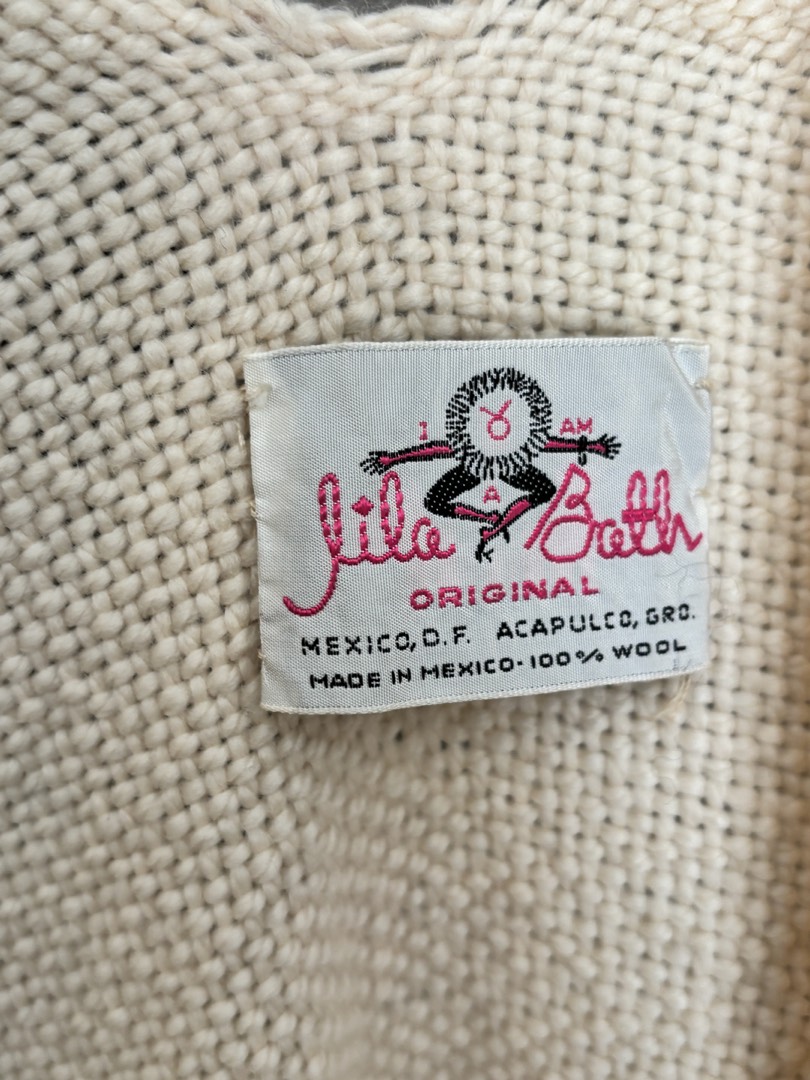 I ♉ AM
A
Lila Bath
ORIGINAL
MEXICO, D.F. ACAPULCO, GRO.
MADE IN MEXICO-100% WOOL